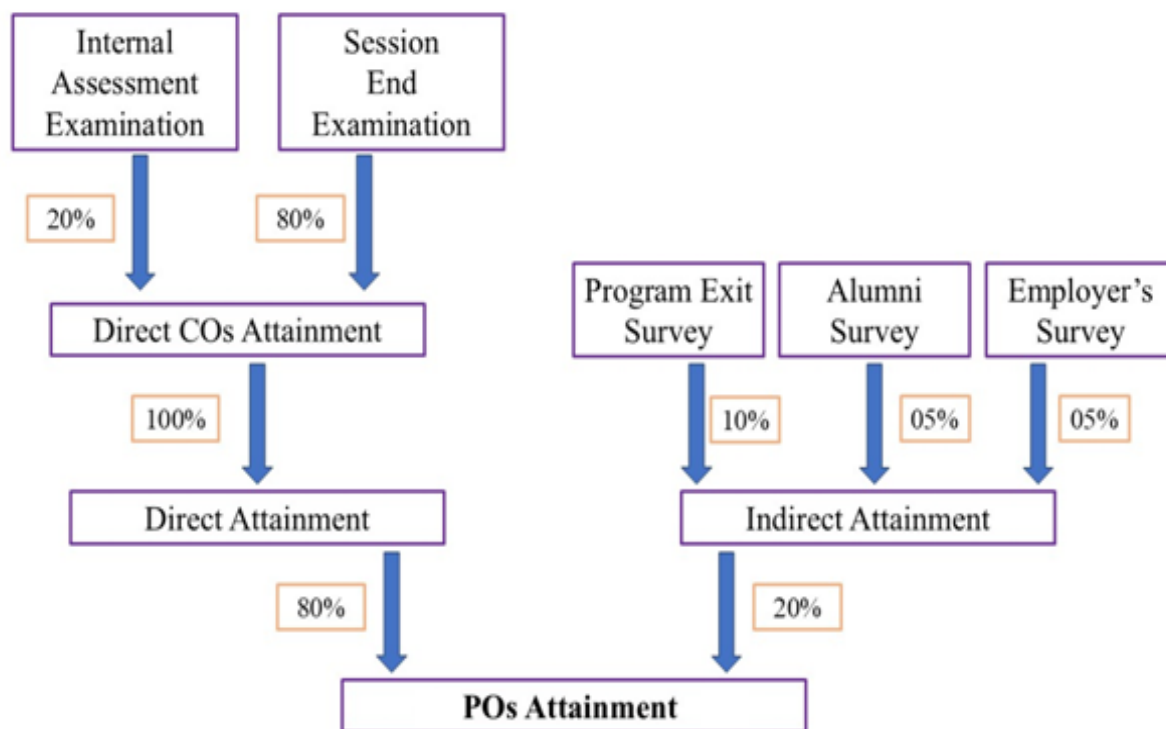 Internal
Assessment
Examination
Session
End
Examination
20%
80%
Direct COs Attainment
100%
Direct Attainment
80%
Program Exit
Survey
Alumni
Survey
Employer’s
Survey
10%
05%
05%
Indirect Attainment
20%
POs Attainment